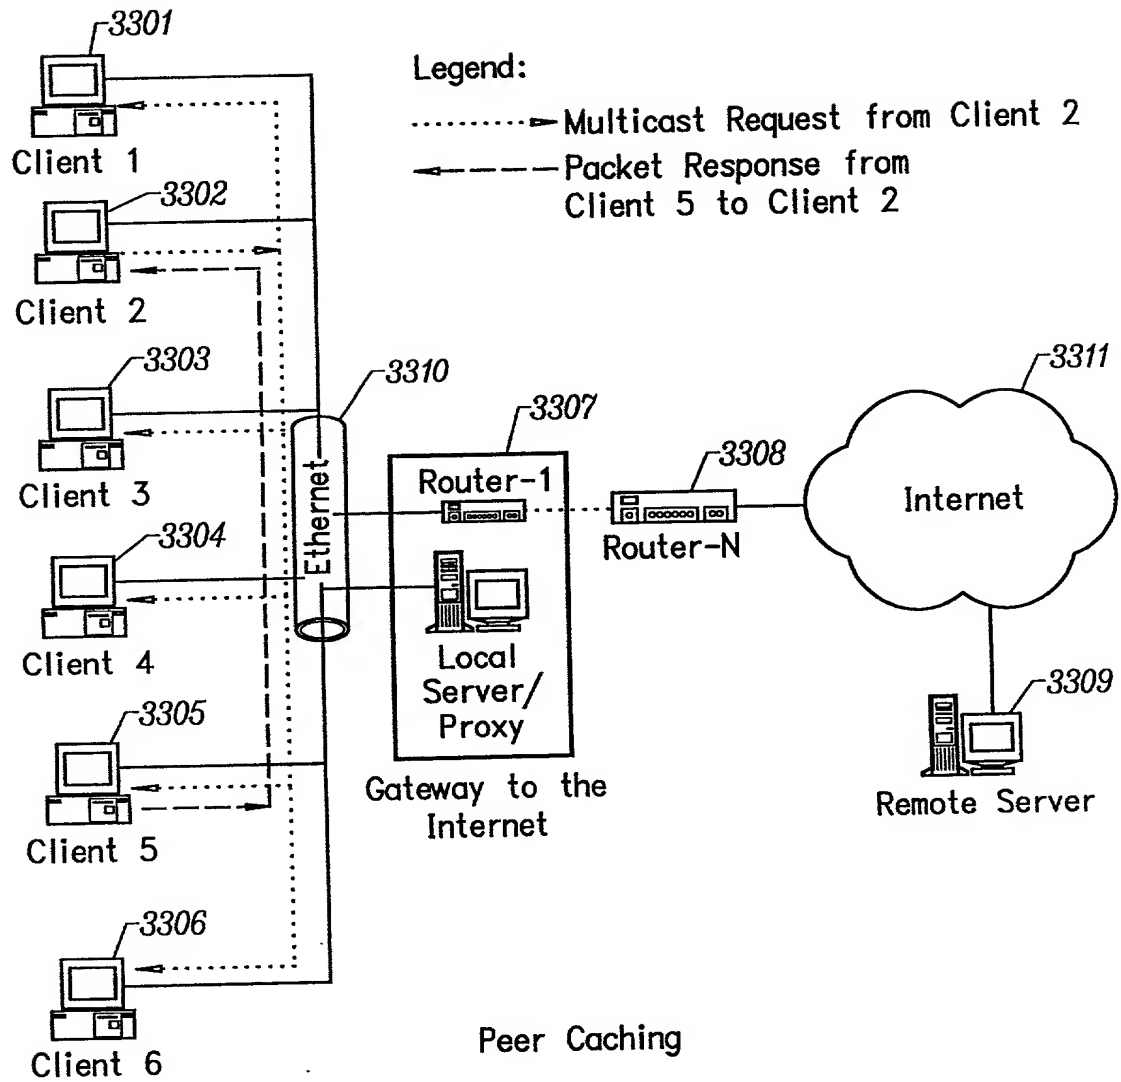 3301
Client 1
Legend:
Multicast Request from Client 2
Packet Response from
Client 5 to Client 2
3302
Client 2
3303
Client 3
3310
3307
3308
3311
Router-1
Router-N
Internet
Ethernet
3304
Client 4
Local
Server/
Proxy
3309
Remote Server
3305
Client 5
Gateway to the
Internet
3306
Client 6
Peer Caching